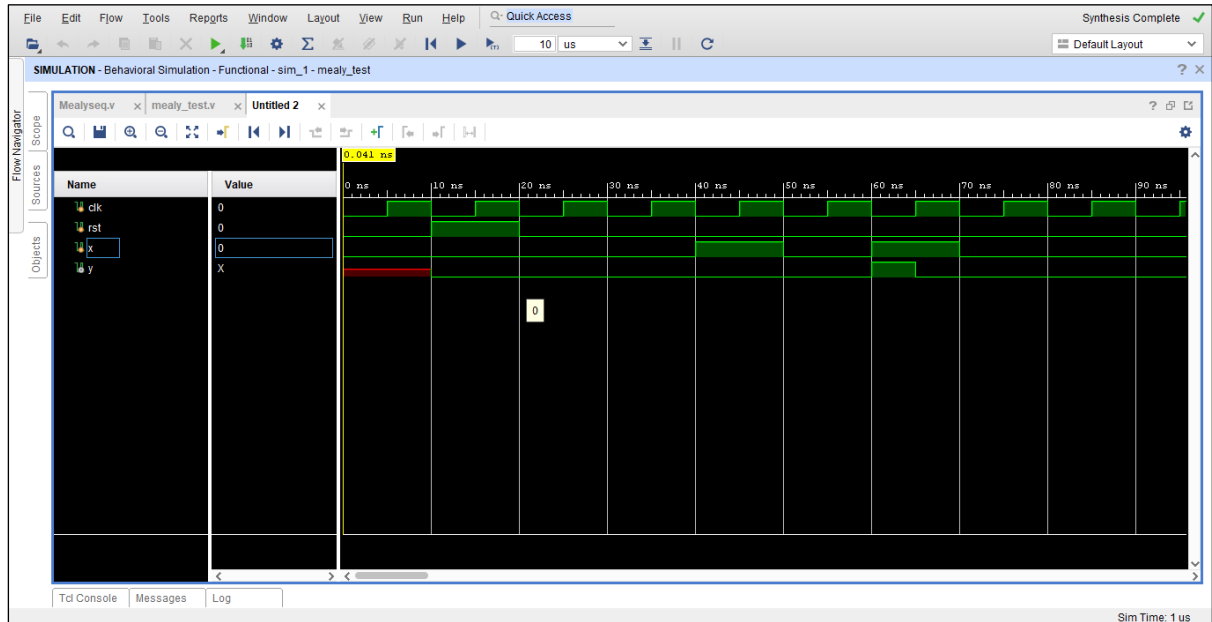 File Edit Flow Tools Reports Window Layout View Run Help Q- Quick Access Synthesis Complete
10 us Default Layout
SIMULATION - Behavioral Simulation - Functional - sim_1 - mealy_test ? ×
Flow Navigator
Scope
Sources
Objects
Mealyseq.v × mealy_test.v × Untitled 2 × ?
0.041 ns
Name Value 0 ns 10 ns 20 ns 30 ns 40 ns 50 ns 60 ns 70 ns 80 ns 90 ns
clk 0
rst 0
x 0
y X
0
Tcl Console Messages Log
Sim Time: 1 us